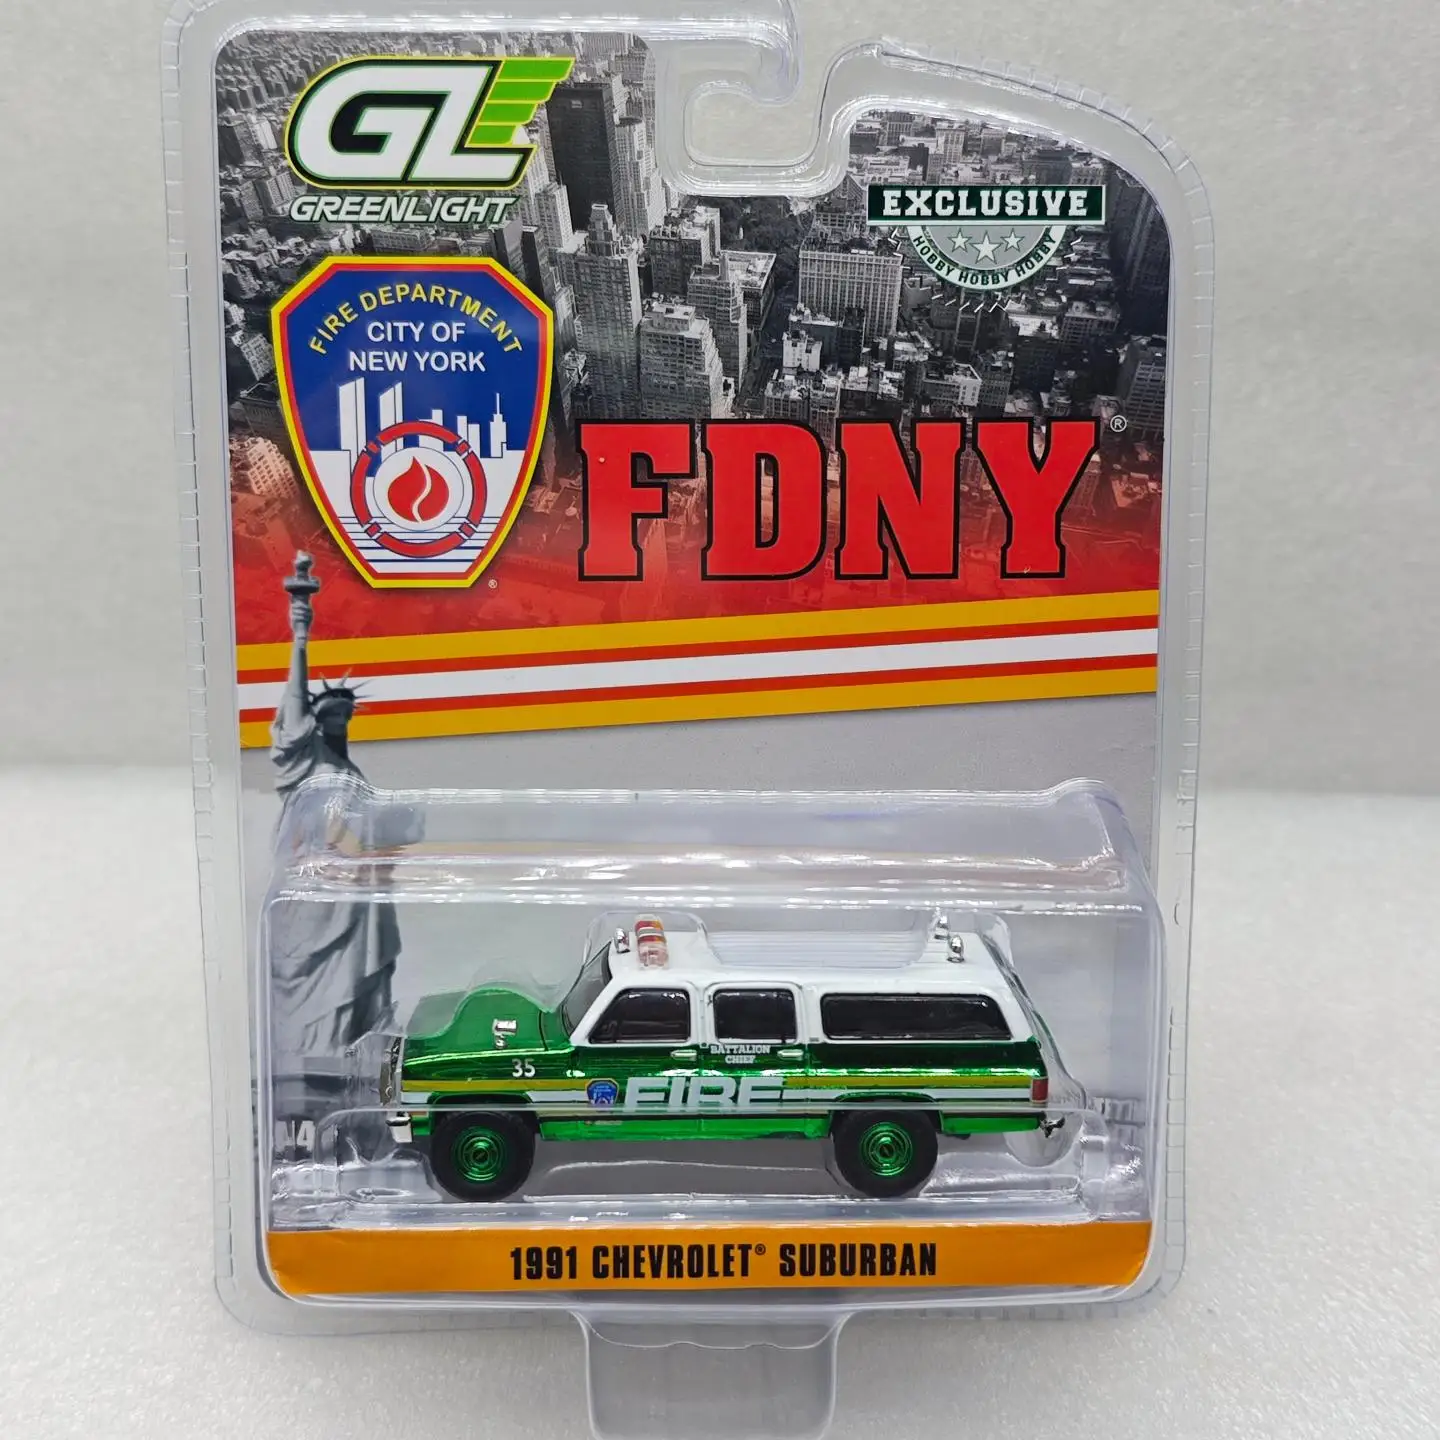 GL
GREENLIGHT
EXCLUSIVE
HOBBY HOBBY HOBBY
FIRE DEPARTMENT
CITY OF
NEW YORK
®
FDNY®
BATTALION
CHIEF
35
FIRE
1991 CHEVROLET® SUBURBAN